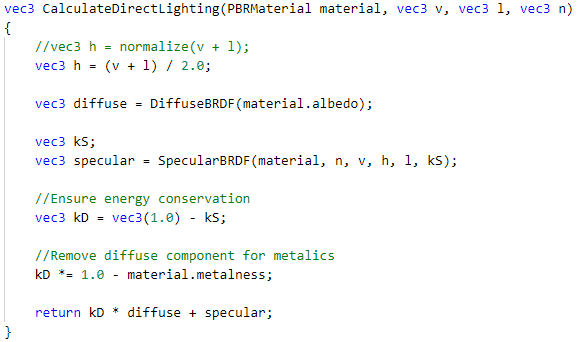 vec3 CalculateDirectLighting(PBRMaterial material, vec3 v, vec3 l, vec3 n)
{
    //vec3 h = normalize(v + l);
    vec3 h = (v + l) / 2.0;

    vec3 diffuse = DiffuseBRDF(material.albedo);

    vec3 kS;
    vec3 specular = SpecularBRDF(material, n, v, h, l, kS);

    //Ensure energy conservation
    vec3 kD = vec3(1.0) - kS;

    //Remove diffuse component for metalics
    kD *= 1.0 - material.metalness;

    return kD * diffuse + specular;
}